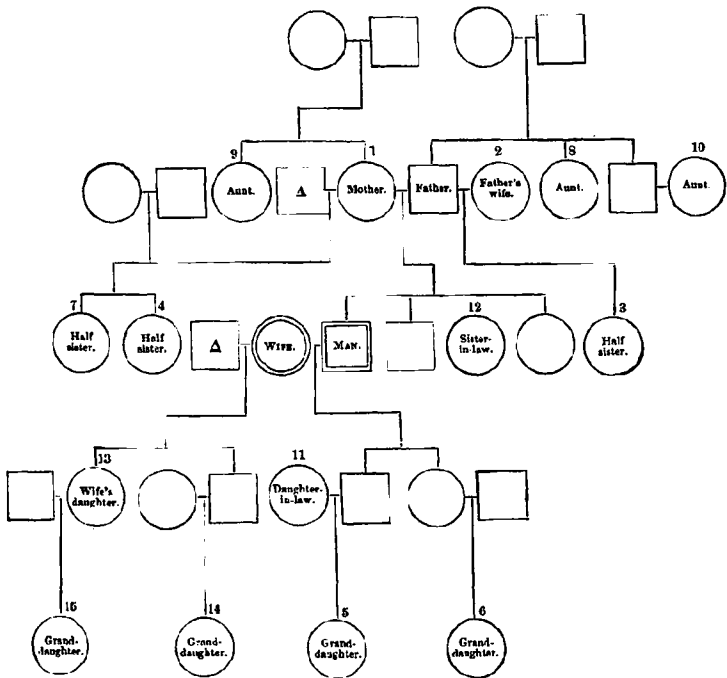 9 1 2 8 10
Aunt. Δ Mother. Father. Father's wife. Aunt. Aunt.
7 4 12 3
Half sister. Half sister. Δ WIFE. MAN. Sister-in-law. Half sister.
13 11
Wife's daughter. Daughter-in-law.
15 14 5 6
Grand-daughter. Grand-daughter. Grand-daughter. Grand-daughter.